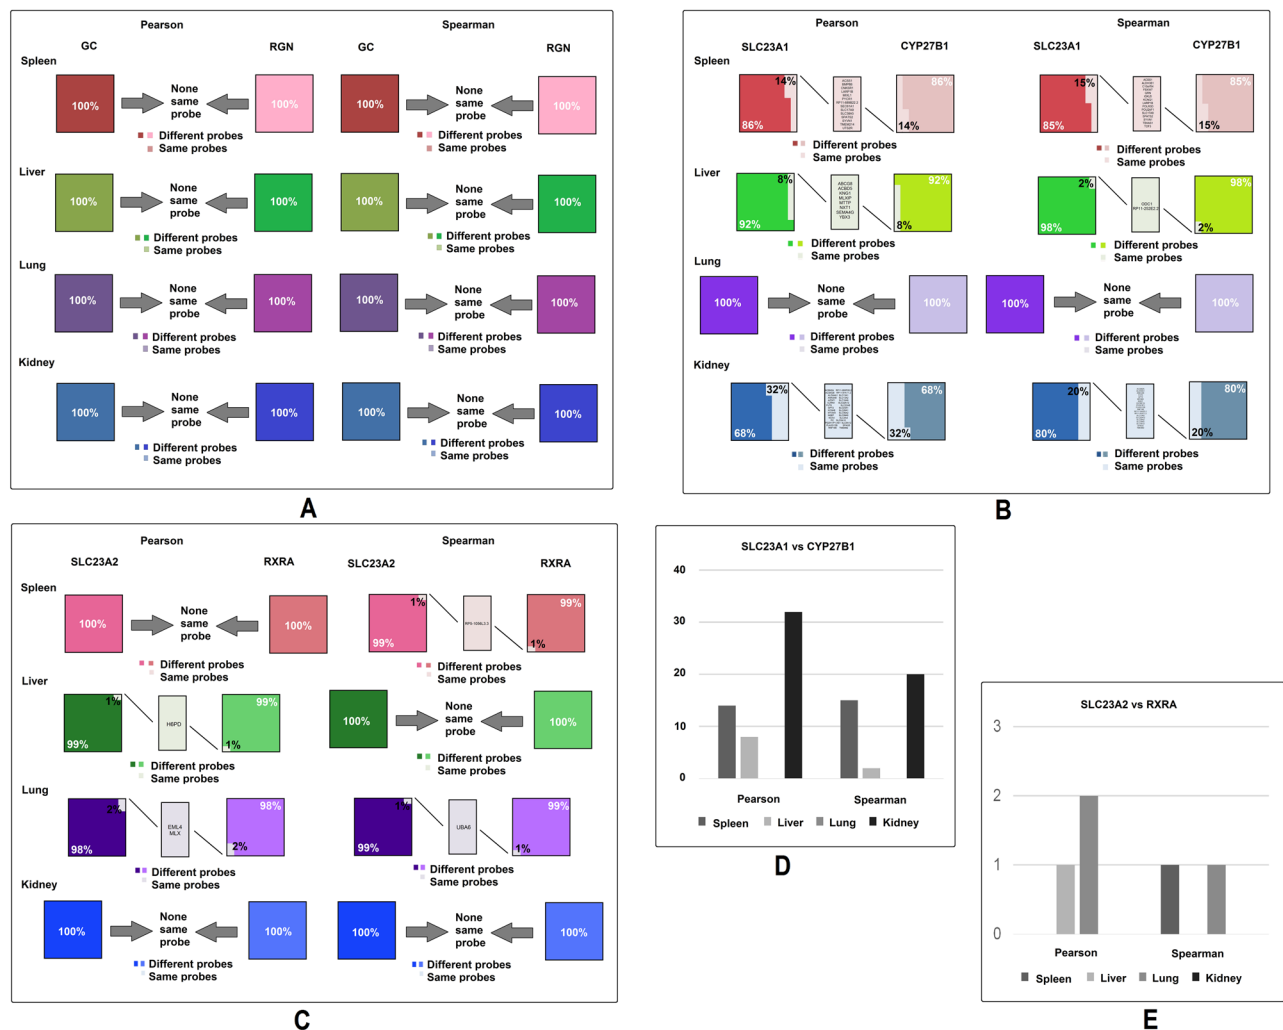 Pearson
Spearman
GC
RGN
GC
RGN
Spleen
100%
None
same
probe
100%
100%
None
same
probe
100%
Different probes
Same probes
Different probes
Same probes
Liver
100%
None
same
probe
100%
100%
None
same
probe
100%
Different probes
Same probes
Different probes
Same probes
Lung
100%
None
same
probe
100%
100%
None
same
probe
100%
Different probes
Same probes
Different probes
Same probes
Kidney
100%
None
same
probe
100%
100%
None
same
probe
100%
Different probes
Same probes
Different probes
Same probes
A
Pearson
Spearman
SLC23A1
CYP27B1
SLC23A1
CYP27B1
Spleen
14%
86%
86%
14%
15%
85%
85%
15%
Different probes
Same probes
Different probes
Same probes
Liver
8%
92%
ABCG8
ACBD5
KNG1
MLXIP
MTTP
NXT1
SEMA4G
YBX3
92%
8%
2%
98%
ODC1
RP11-202E2.2
98%
2%
Different probes
Same probes
Different probes
Same probes
Lung
100%
None
same
probe
100%
100%
None
same
probe
100%
Different probes
Same probes
Different probes
Same probes
Kidney
32%
68%
68%
32%
20%
80%
80%
20%
Different probes
Same probes
Different probes
Same probes
B
Pearson
Spearman
SLC23A2
RXRA
SLC23A2
RXRA
Spleen
100%
None
same
probe
100%
1%
99%
99%
1%
Different probes
Same probes
Different probes
Same probes
Liver
1%
99%
H6PD
99%
1%
100%
None
same
probe
100%
Different probes
Same probes
Different probes
Same probes
Lung
2%
98%
EML4
MLX
98%
2%
1%
99%
UBA6
99%
1%
Different probes
Same probes
Different probes
Same probes
Kidney
100%
None
same
probe
100%
100%
None
same
probe
100%
Different probes
Same probes
Different probes
Same probes
C
SLC23A1 vs CYP27B1
40
30
20
10
0
Pearson
Spearman
Spleen Liver Lung Kidney
D
SLC23A2 vs RXRA
3
2
1
0
Pearson
Spearman
Spleen Liver Lung Kidney
E